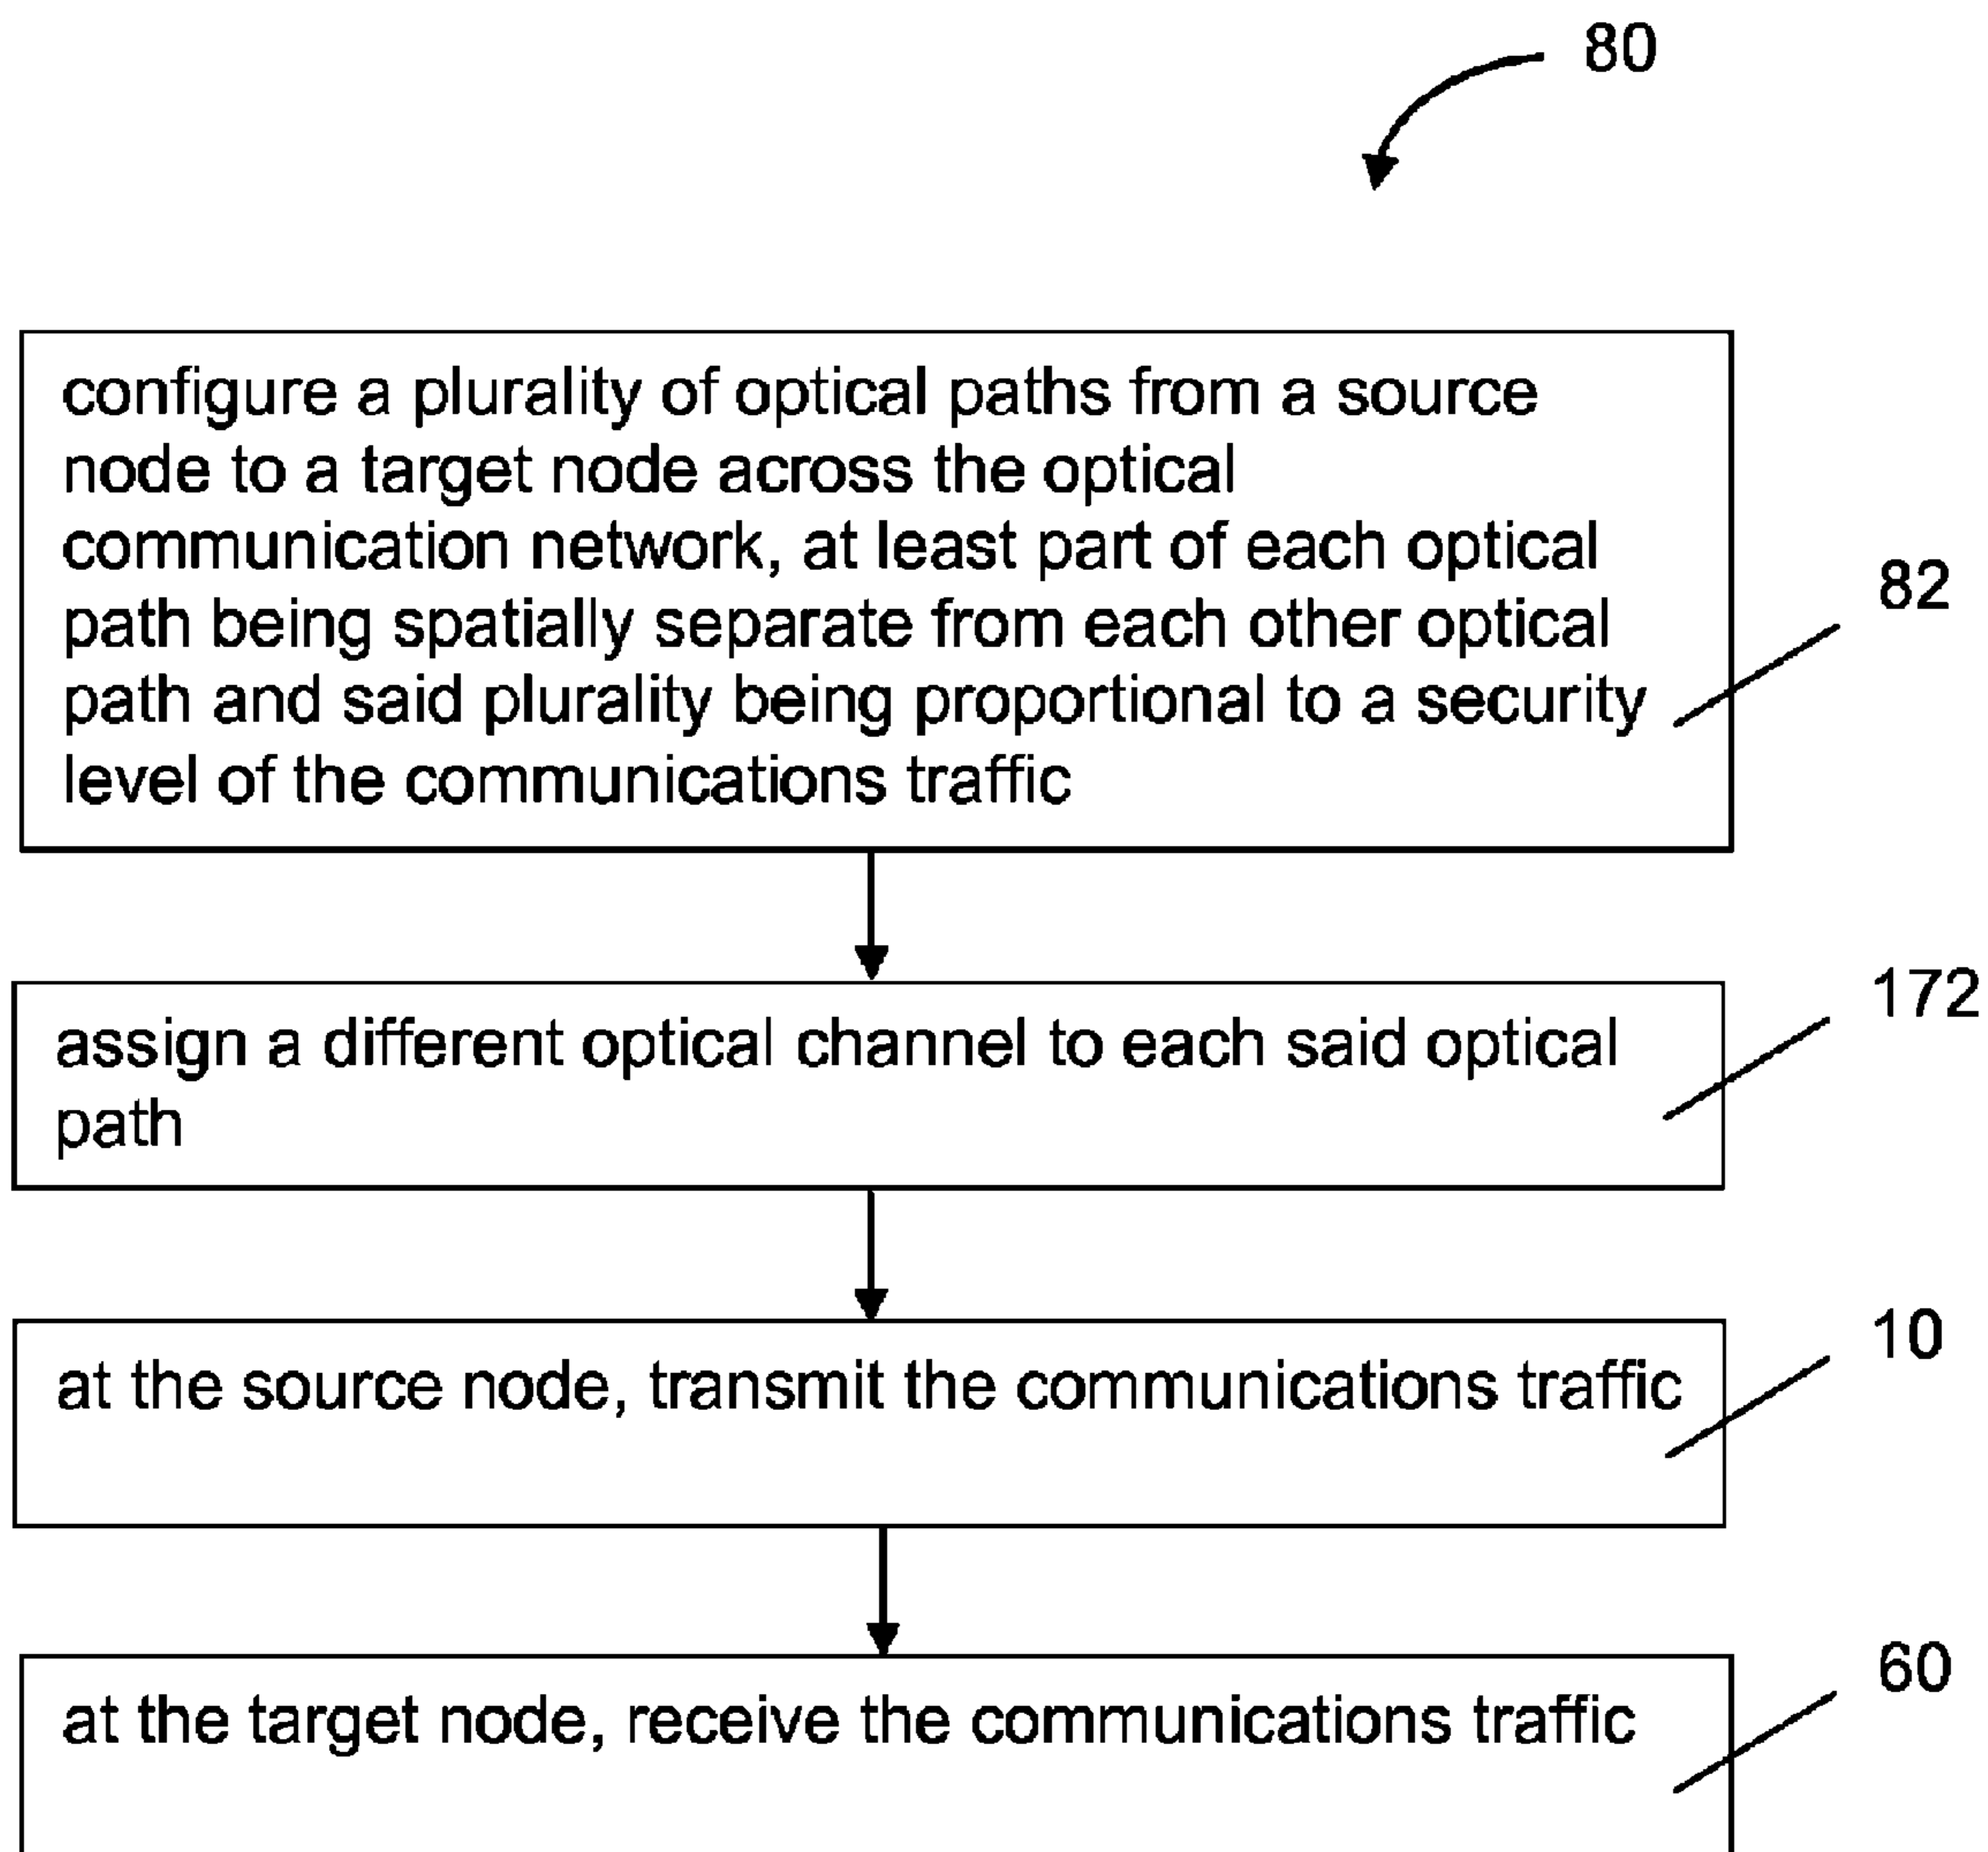 80
configure a plurality of optical paths from a source
node to a target node across the optical
communication network, at least part of each optical
path being spatially separate from each other optical
path and said plurality being proportional to a security
level of the communications traffic
82
assign a different optical channel to each said optical
path
172
at the source node, transmit the communications traffic
10
at the target node, receive the communications traffic
60